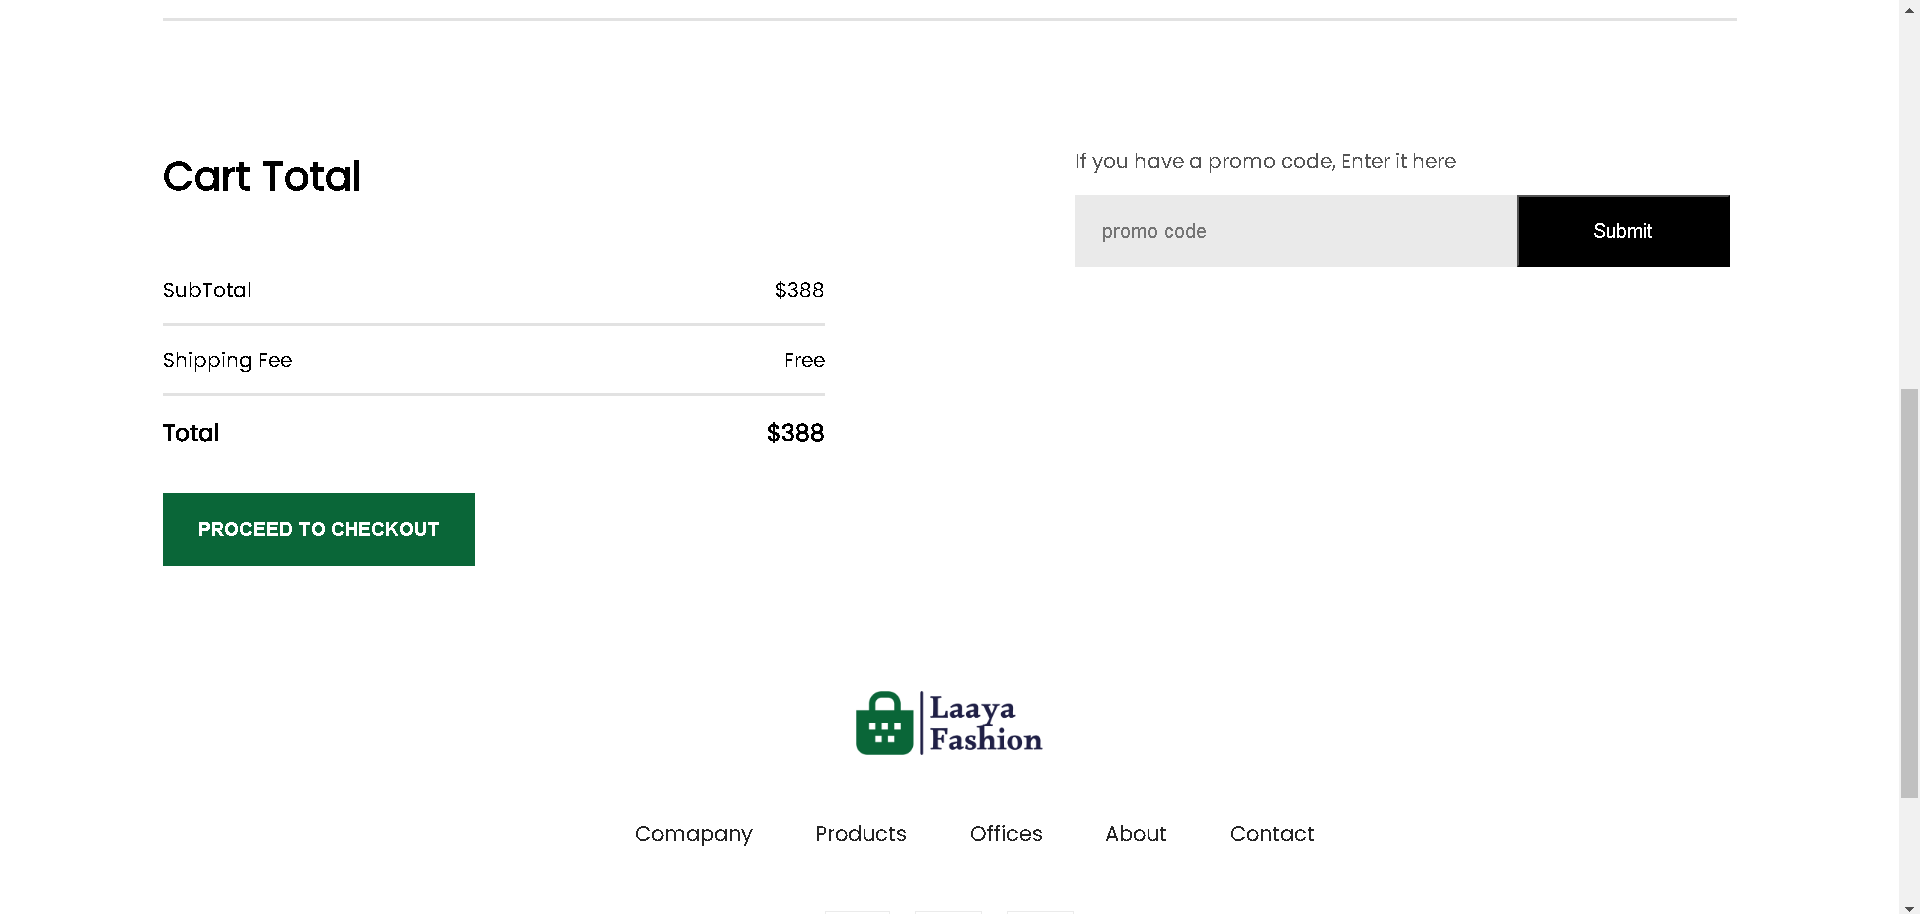 Cart Total
SubTotal $388
Shipping Fee Free
Total $388
PROCEED TO CHECKOUT
If you have a promo code, Enter it here
promo code
Submit
Laaya
Fashion
Comapany Products Offices About Contact